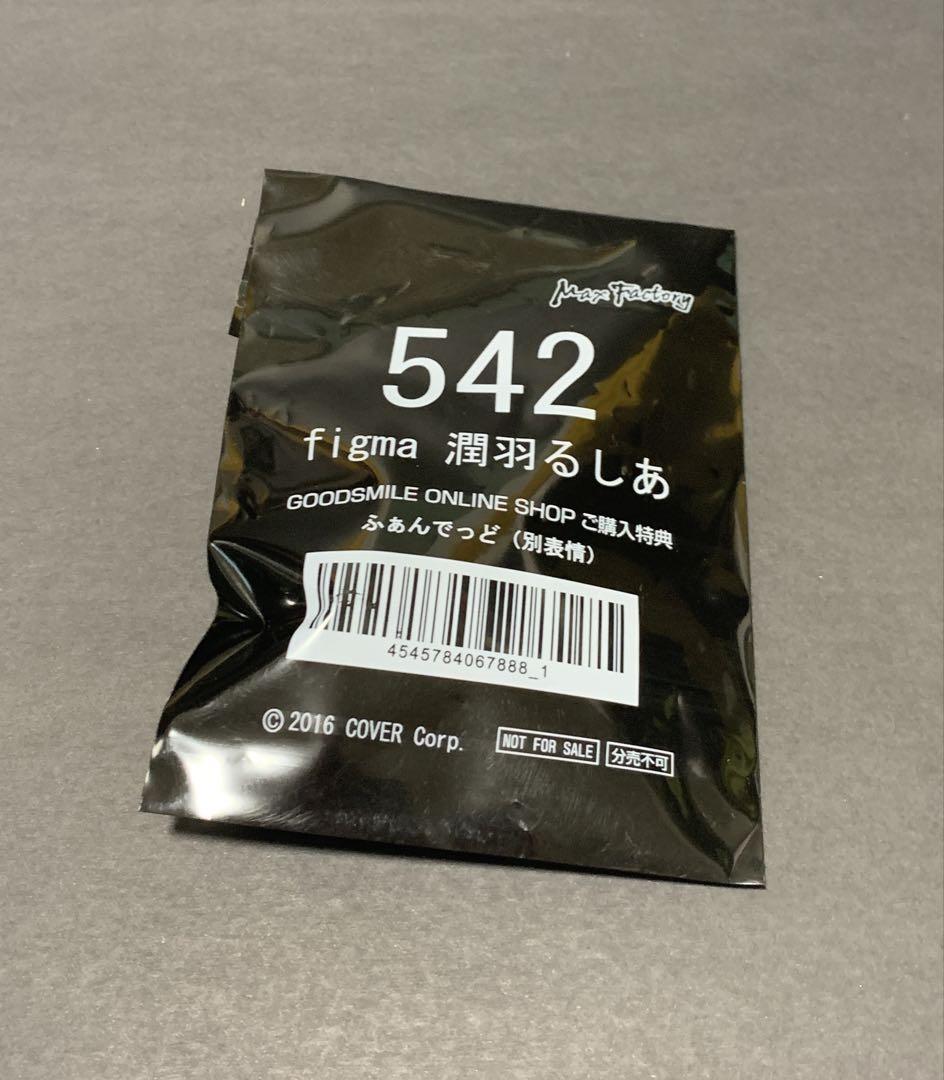 Max Factory
542
figma 潤羽るしあ
GOODSMILE ONLINE SHOP ご購入特典
ふぁんでっど（別表情）
4545784067888_1
© 2016 COVER Corp.
NOT FOR SALE
分売不可